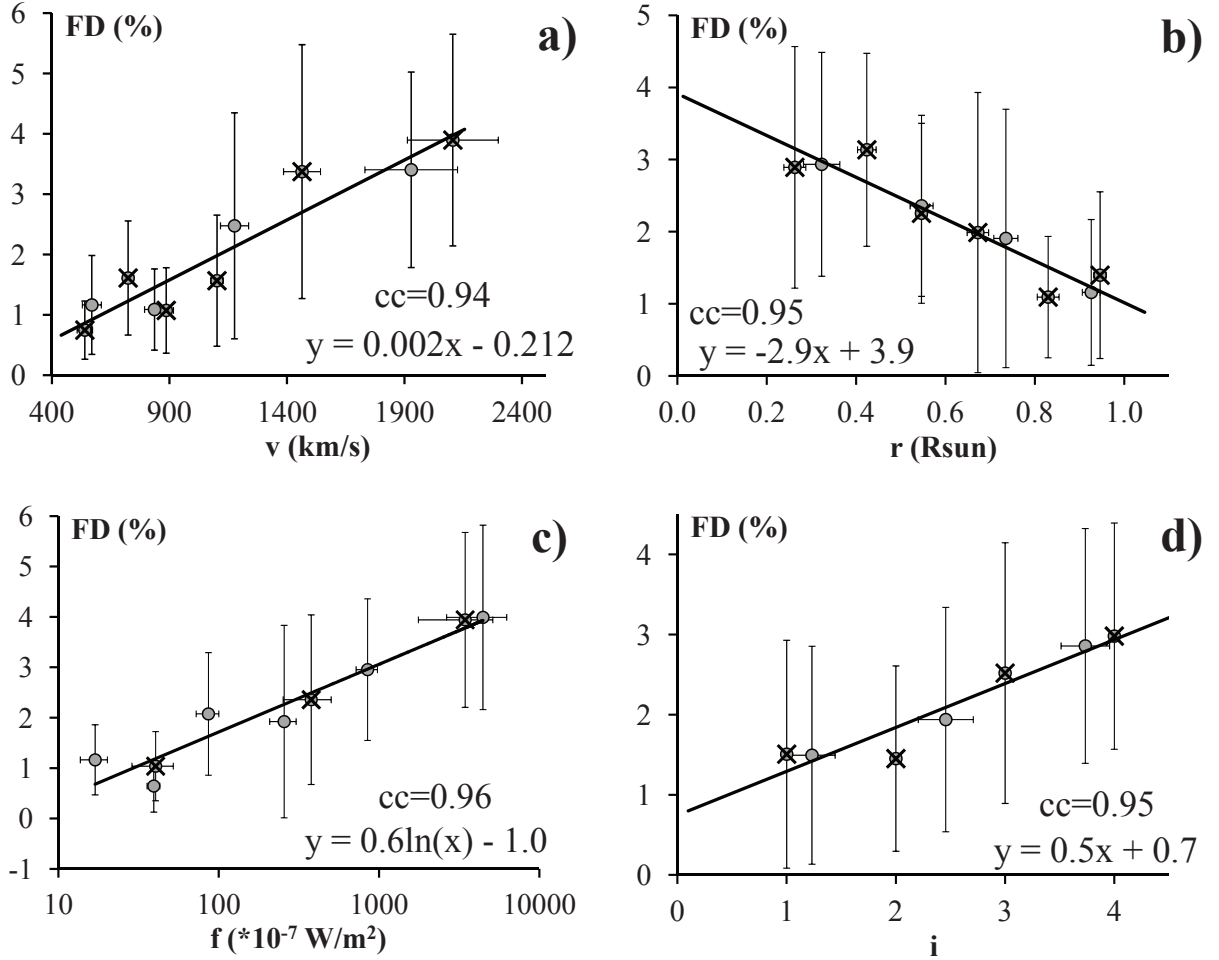 FD (%)
a)
6
5
4
3
2
1
0
cc=0.94
y = 0.002x - 0.212
400 900 1400 1900 2400
v (km/s)
FD (%)
b)
5
4
3
2
1
0
cc=0.95
y = -2.9x + 3.9
0.0 0.2 0.4 0.6 0.8 1.0
r (Rsun)
FD (%)
c)
6
5
4
3
2
1
0
-1
cc=0.96
y = 0.6ln(x) - 1.0
10 100 1000 10000
f (*10⁻⁷ W/m²)
FD (%)
d)
4
3
2
1
0
cc=0.95
y = 0.5x + 0.7
0 1 2 3 4
i